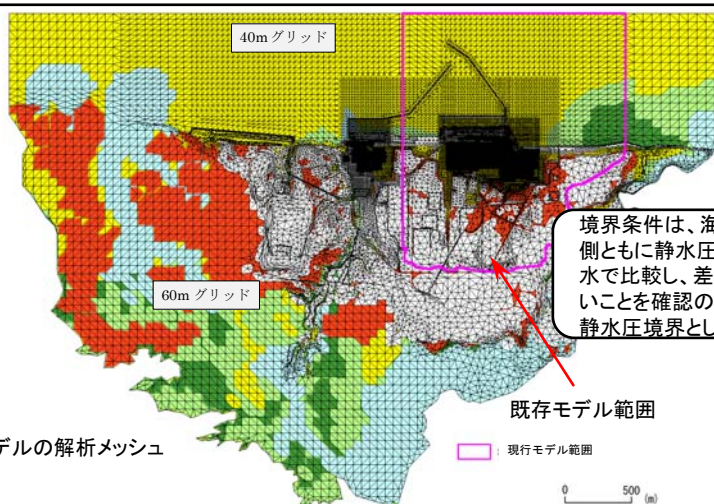 40mグリッド
境界条件は、海
側ともに静水圧
水で比較し、差
いことを確認の
静水圧境界とし
60mグリッド
既存モデル範囲
デルの解析メッシュ
: 現行モデル範囲
0 500 (m)